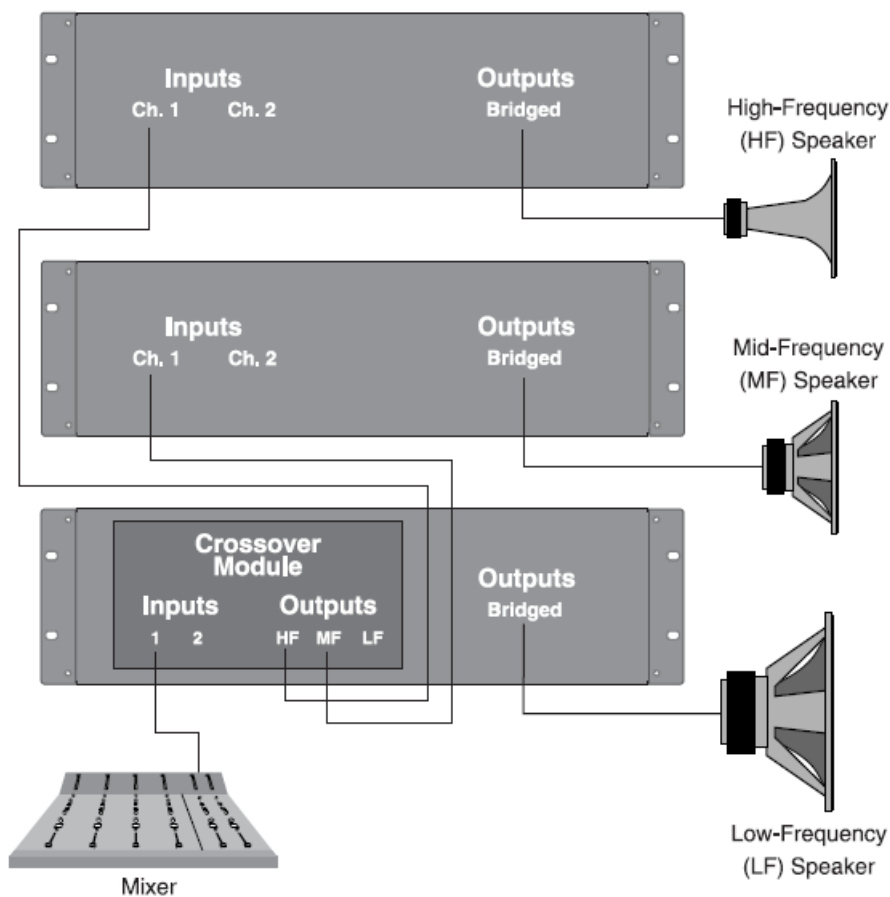 Inputs
Outputs
Ch. 1
Ch. 2
Bridged
High-Frequency
(HF) Speaker
Inputs
Outputs
Ch. 1
Ch. 2
Bridged
Mid-Frequency
(MF) Speaker
Crossover
Module
Inputs
Outputs
1
2
HF
MF
LF
Outputs
Bridged
Low-Frequency
(LF) Speaker
Mixer